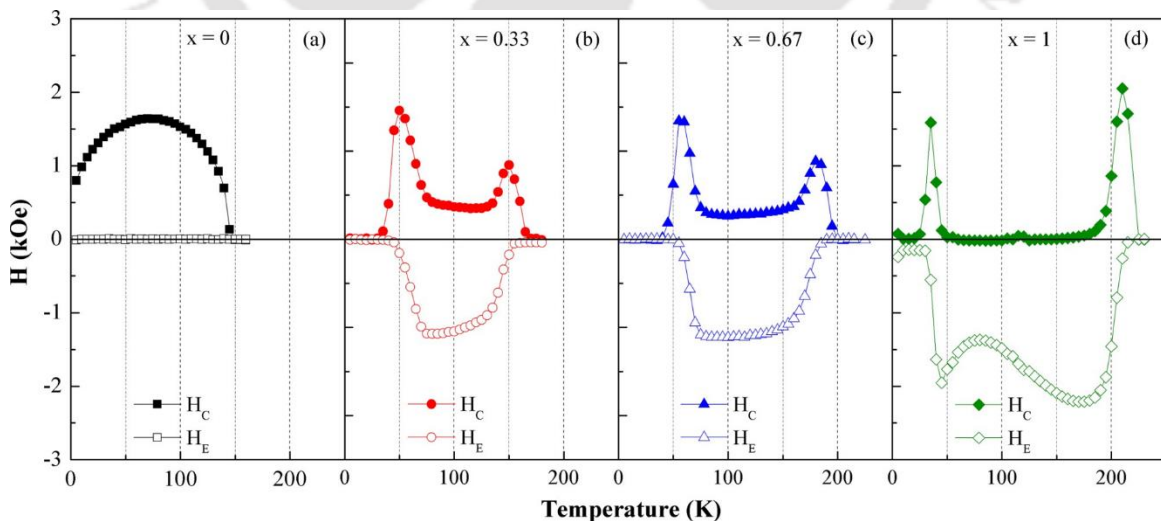 x = 0 (a)
x = 0.33 (b)
x = 0.67 (c)
x = 1 (d)
3
2
1
0
-1
-2
-3
H (kOe)
H_C
H_E
H_C
H_E
H_C
H_E
H_C
H_E
0 100 200
0 100 200
0 100 200
0 100 200
Temperature (K)